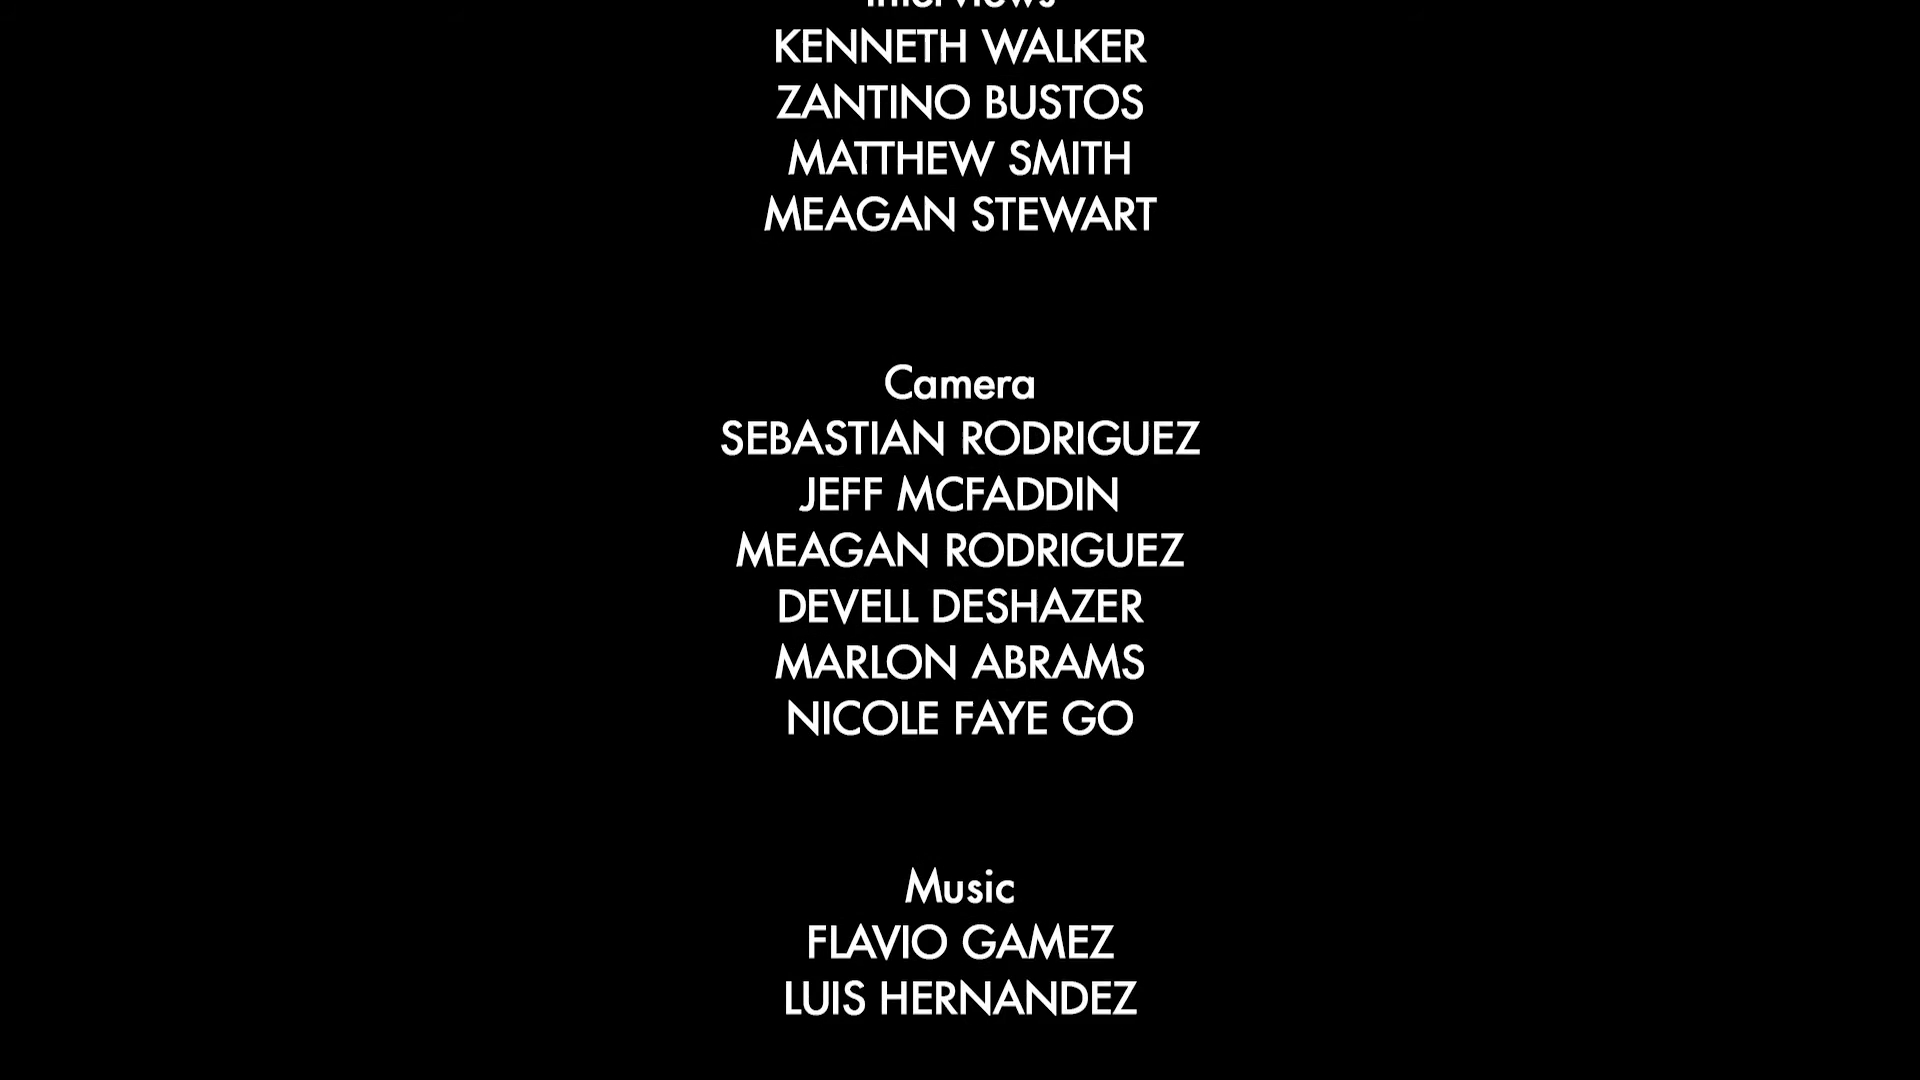 Interviews
KENNETH WALKER
ZANTINO BUSTOS
MATTHEW SMITH
MEAGAN STEWART
Camera
SEBASTIAN RODRIGUEZ
JEFF MCFADDIN
MEAGAN RODRIGUEZ
DEVELL DESHAZER
MARLON ABRAMS
NICOLE FAYE GO
Music
FLAVIO GAMEZ
LUIS HERNANDEZ